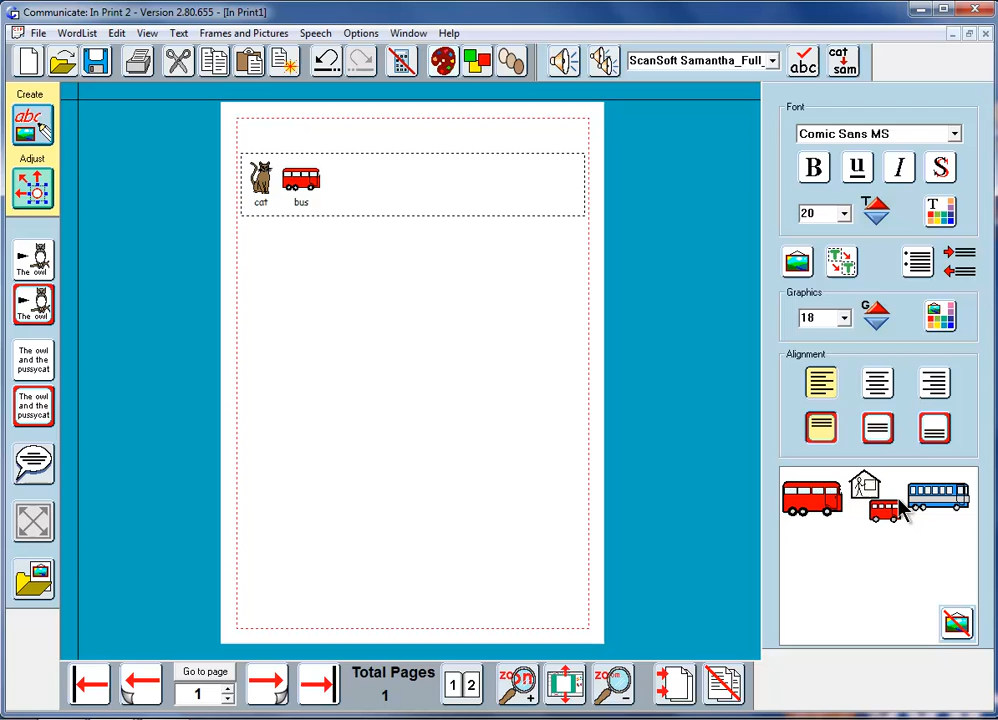 Communicate: In Print 2 - Version 2.80.655 - [In Print1]
File WordList Edit View Text Frames and Pictures Speech Options Window Help
ScanSoft Samantha_Full_
abc
cat
sam
Create
abc
Adjust
The owl
The owl
The owl
and the
pussycat
The owl
and the
pussycat
cat bus
Font
Comic Sans MS
B u I S
20
T
T
T
T
Graphics
18
G
Alignment
Go to page
1
Total Pages
1
1 2
zoom
+
zoom
-